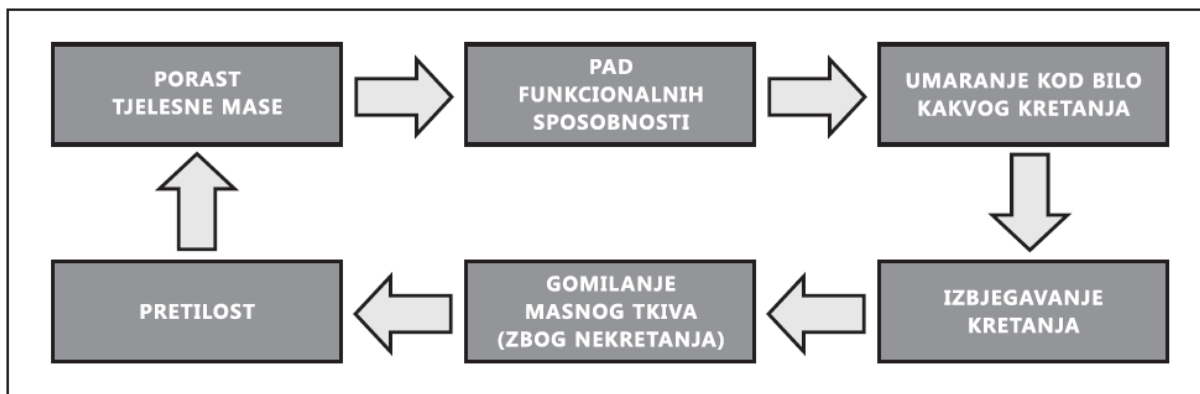 PORAST
TJELESNE MASE
PAD
FUNKCIONALNIH
SPOSOBNOSTI
UMARANJE KOD BILO
KAKVOG KRETANJA
PRETILOST
GOMILANJE
MASNOG TKIVA
(ZBOG NEKRETANJA)
IZBJEGAVANJE
KRETANJA